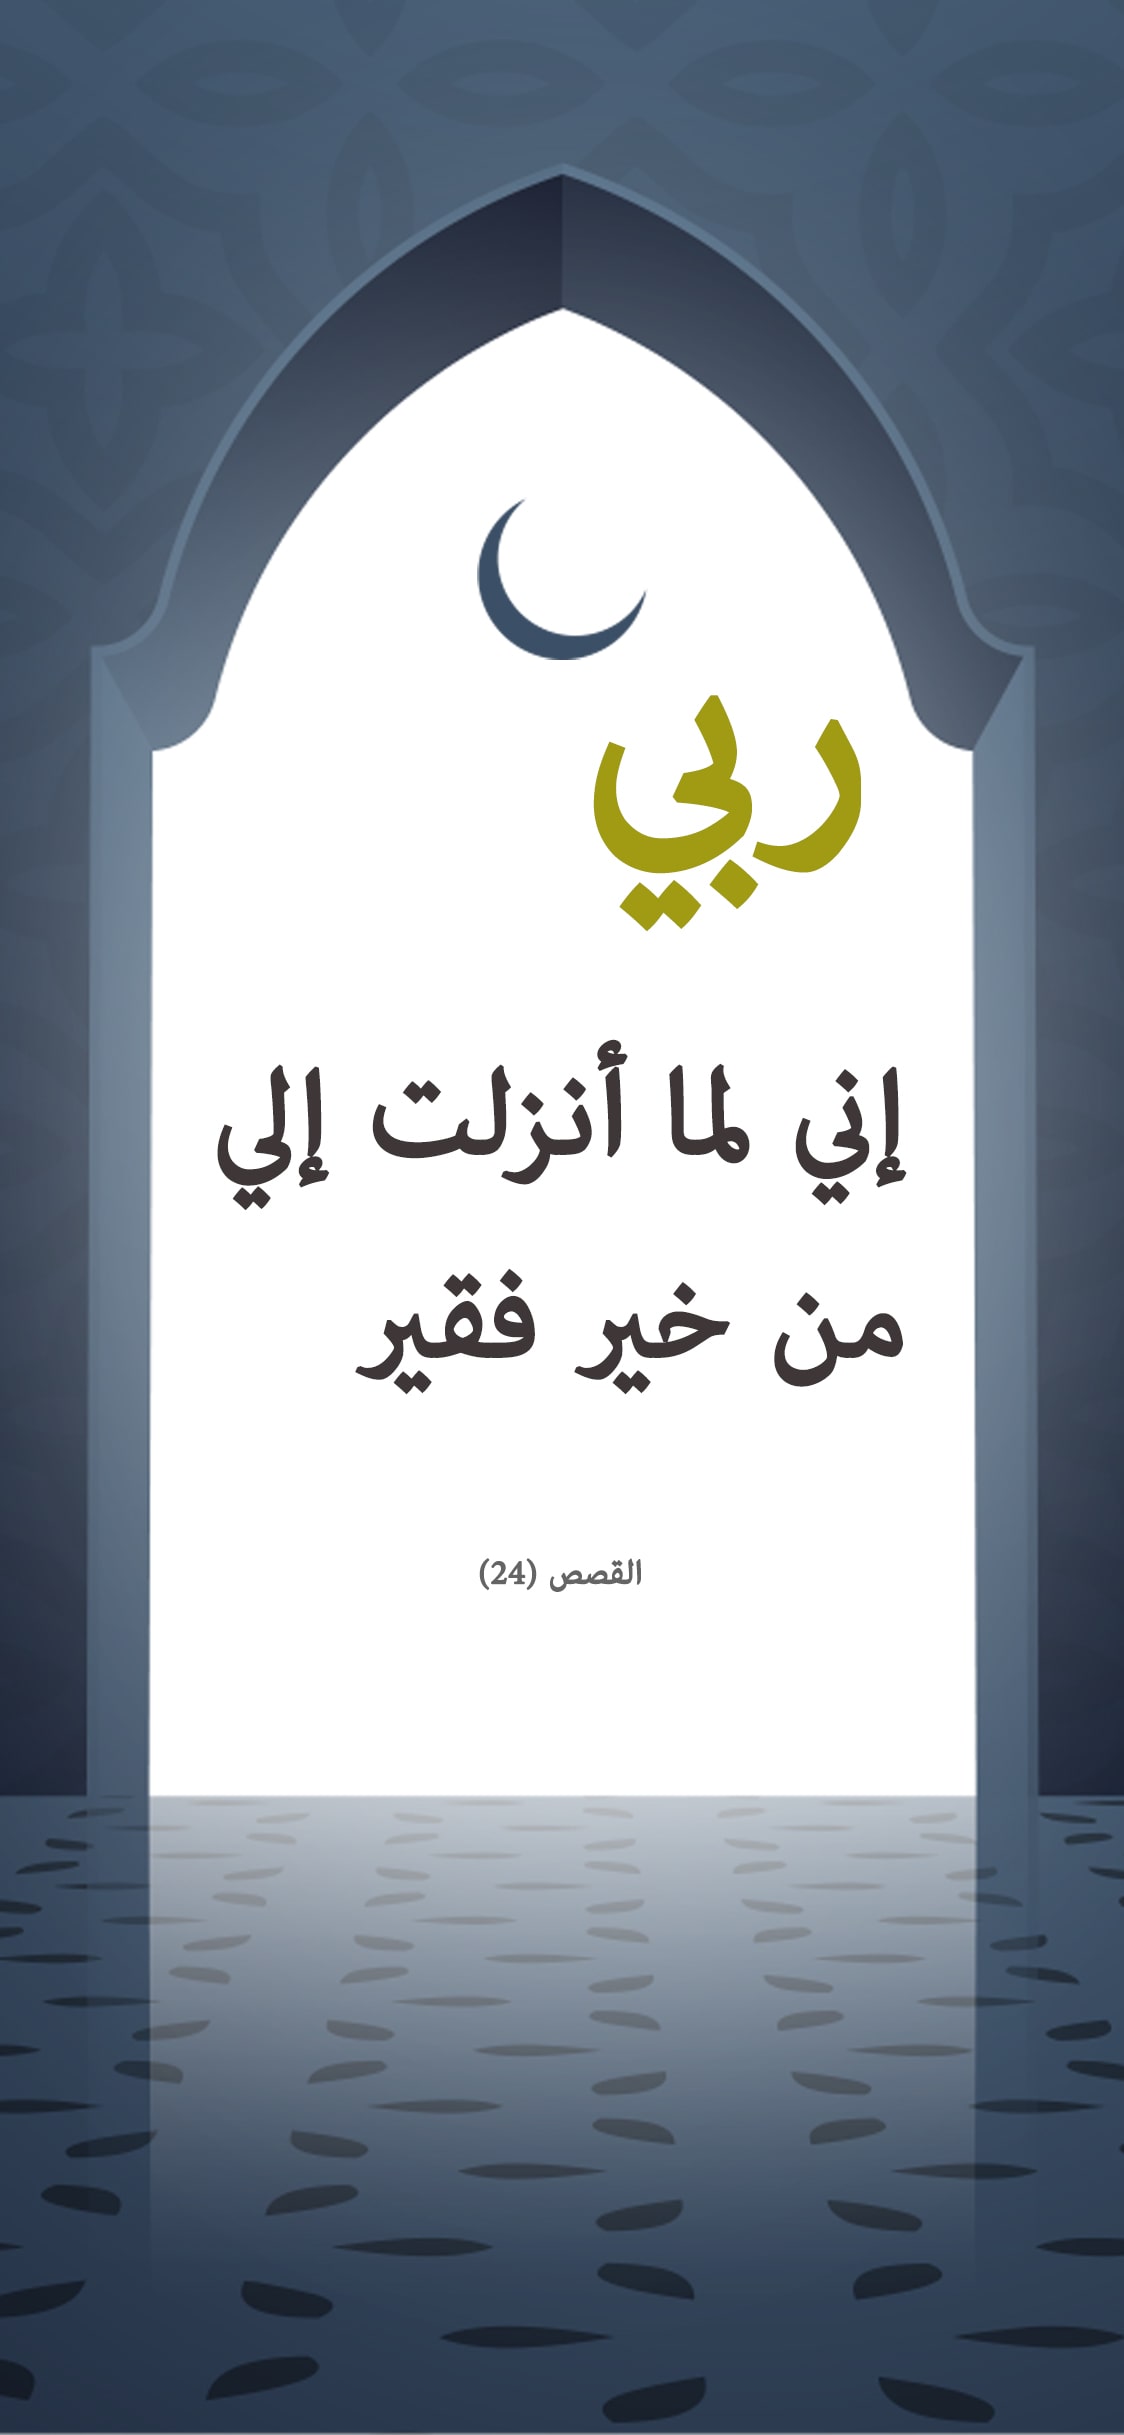 ربي
إني لما أنزلت إلي
من خير فقير
القصص (24)